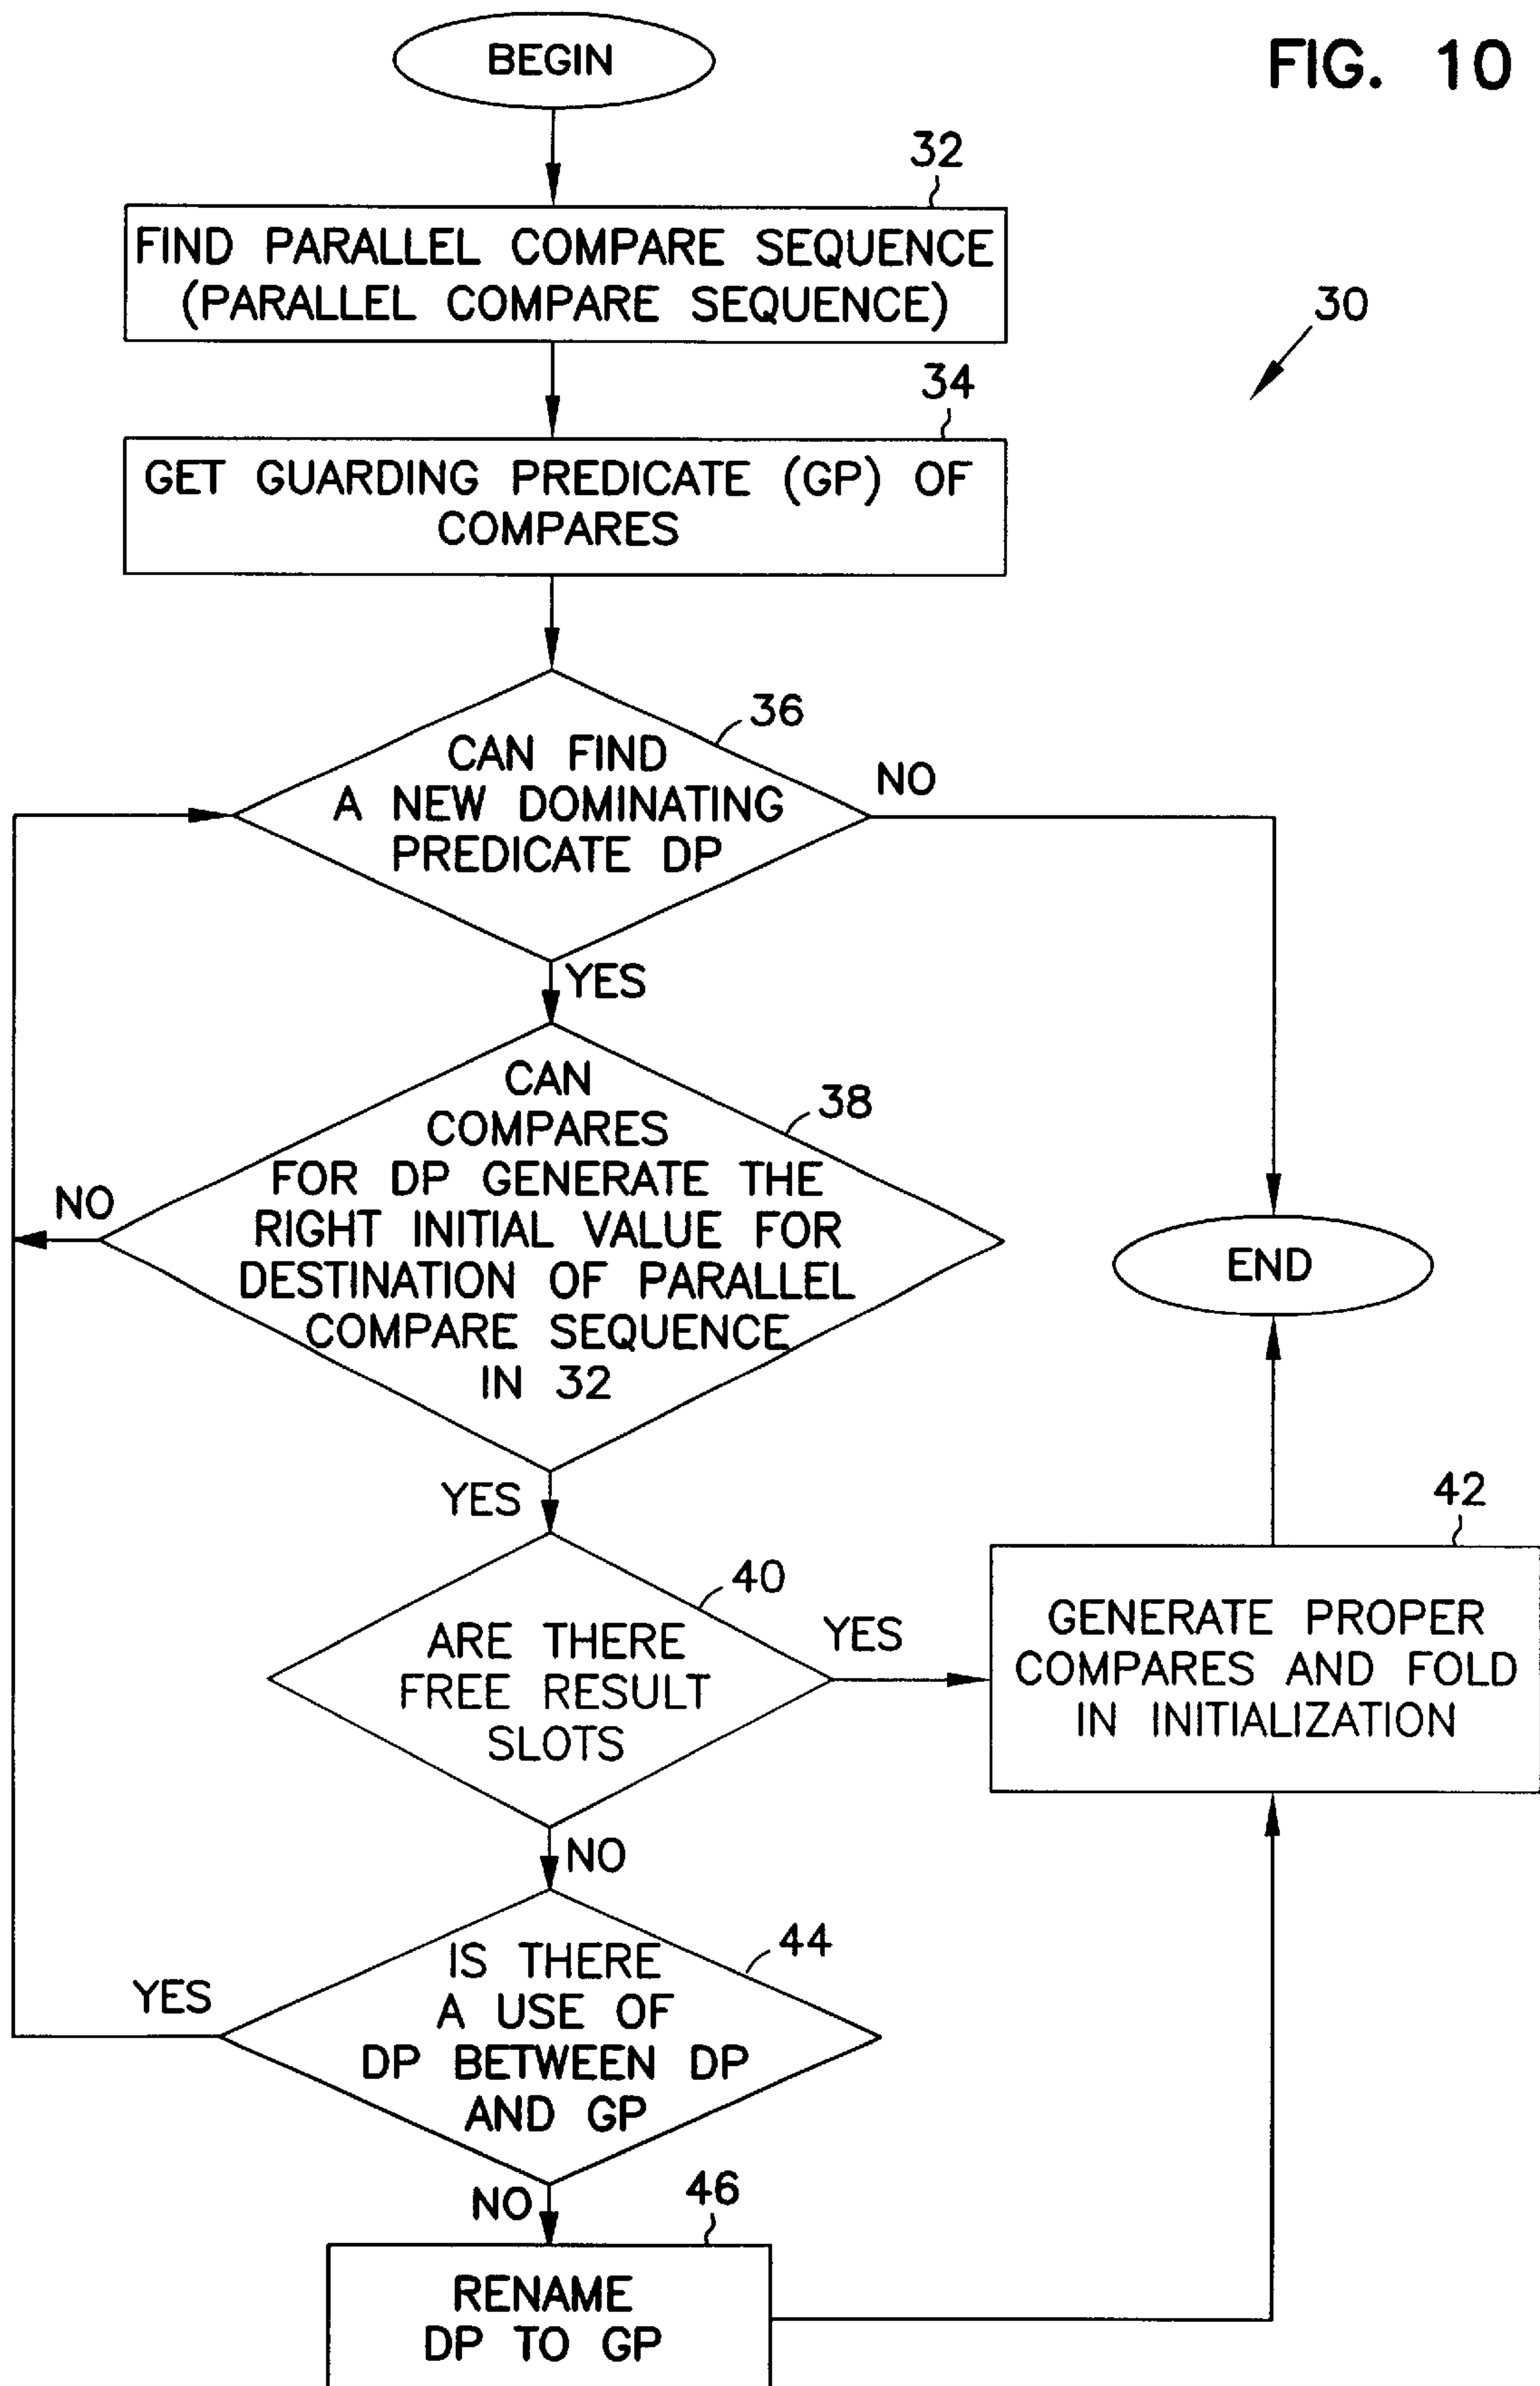 FIG. 10
BEGIN
32
FIND PARALLEL COMPARE SEQUENCE
(PARALLEL COMPARE SEQUENCE)
30
34
GET GUARDING PREDICATE (GP) OF
COMPARES
36
CAN FIND
A NEW DOMINATING
PREDICATE DP
NO
YES
38
CAN
COMPARES
FOR DP GENERATE THE
RIGHT INITIAL VALUE FOR
DESTINATION OF PARALLEL
COMPARE SEQUENCE
IN 32
NO
END
YES
40
ARE THERE
FREE RESULT
SLOTS
YES
42
GENERATE PROPER
COMPARES AND FOLD
IN INITIALIZATION
NO
44
IS THERE
A USE OF
DP BETWEEN DP
AND GP
YES
NO
46
RENAME
DP TO GP